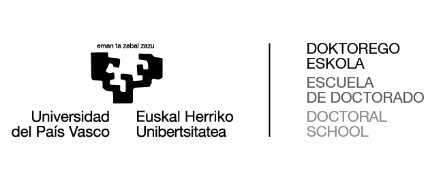 eman ta zabal zazu
Universidad
del País Vasco
Euskal Herriko
Unibertsitatea
DOKTOREGO
ESKOLA
ESCUELA
DE DOCTORADO
DOCTORAL
SCHOOL